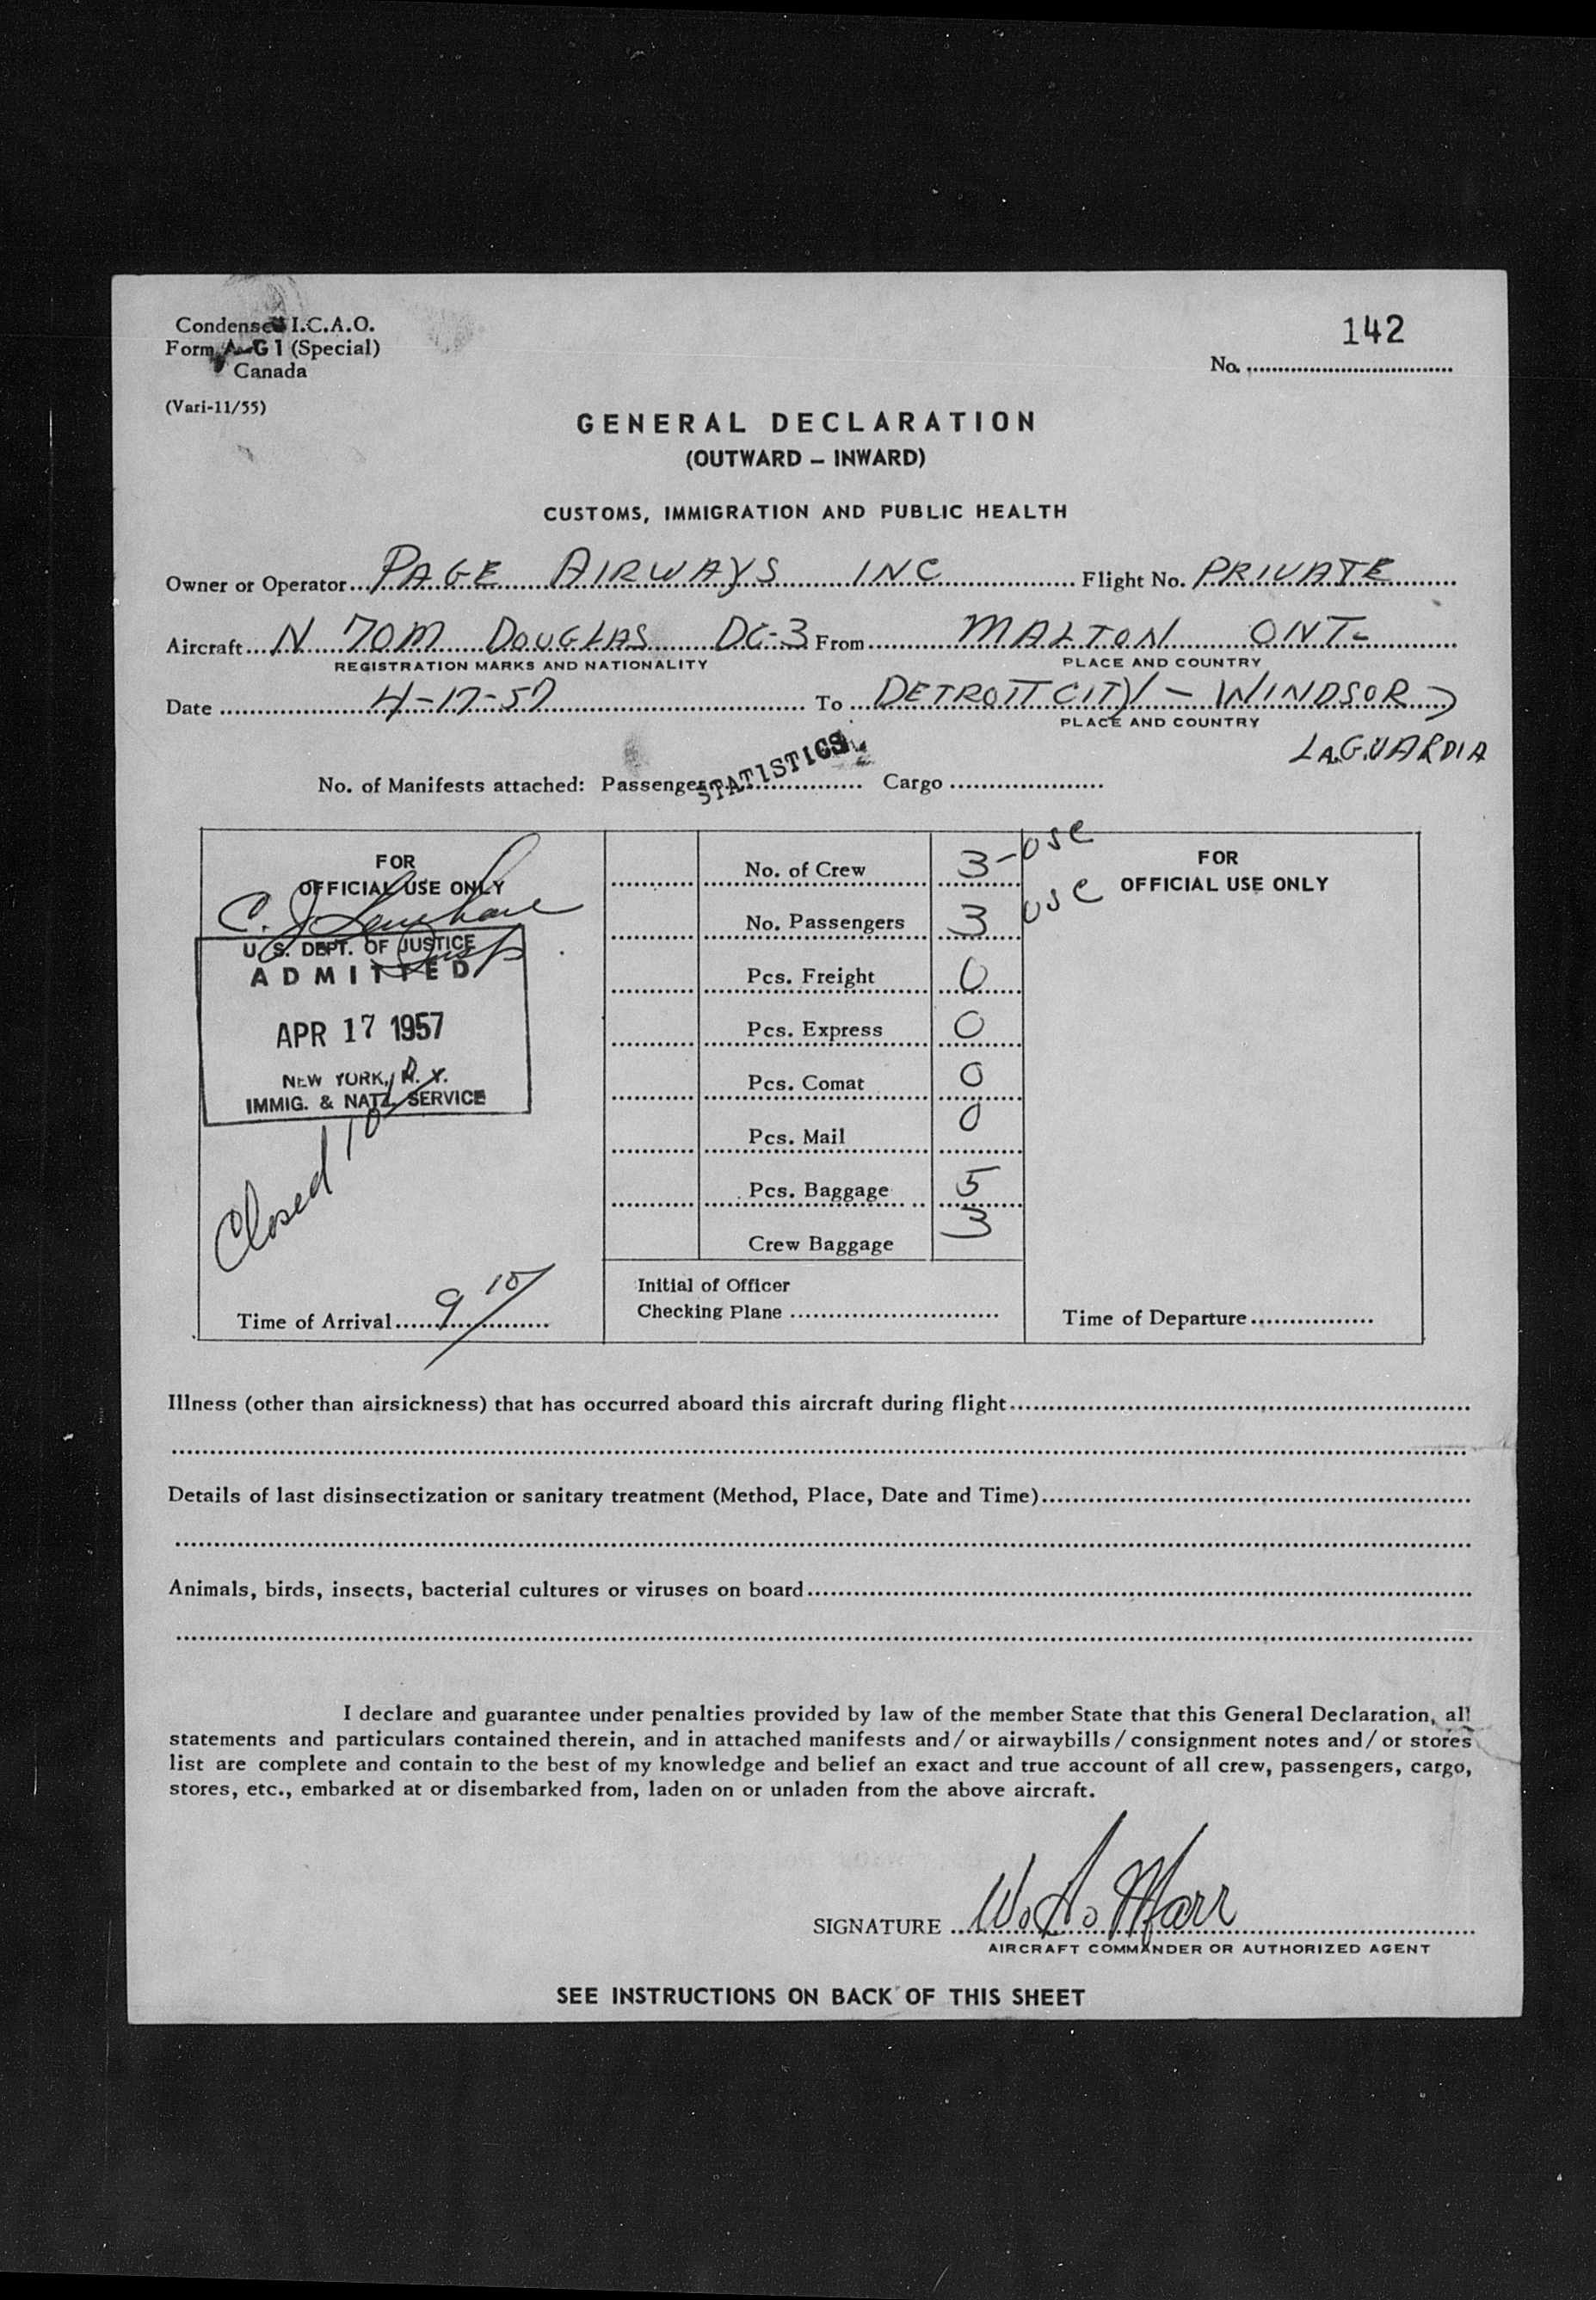 Condensed I.C.A.O.
Form A-G1 (Special)
Canada
(Vari-11/55)
142
No.
GENERAL DECLARATION
(OUTWARD – INWARD)
CUSTOMS, IMMIGRATION AND PUBLIC HEALTH
Owner or Operator PAGE AIRWAYS INC Flight No. PRIVATE
Aircraft N 70M DOUGLAS DC-3 From MALTON ONT-
REGISTRATION MARKS AND NATIONALITY PLACE AND COUNTRY
Date 4-17-57 To DETROIT CITY – WINDSOR
PLACE AND COUNTRY
LAGUARDIA
STATISTICS
No. of Manifests attached: Passenger Cargo
FOR
OFFICIAL USE ONLY
C. J.
U. S. DEPT. OF JUSTICE
ADMITTED
APR 17 1957
NEW YORK, N. Y.
IMMIG. & NATZ. SERVICE
Closed 10
Time of Arrival 9 10
No. of Crew 3 - USC
No. Passengers 3 USC
Pcs. Freight 0
Pcs. Express 0
Pcs. Comat 0
Pcs. Mail 0
Pcs. Baggage 5
Crew Baggage 3
Initial of Officer
Checking Plane
FOR
OFFICIAL USE ONLY
Time of Departure
Illness (other than airsickness) that has occurred aboard this aircraft during flight
Details of last disinsectization or sanitary treatment (Method, Place, Date and Time)
Animals, birds, insects, bacterial cultures or viruses on board
I declare and guarantee under penalties provided by law of the member State that this General Declaration, all
statements and particulars contained therein, and in attached manifests and/or airwaybills/consignment notes and/or stores
list are complete and contain to the best of my knowledge and belief an exact and true account of all crew, passengers, cargo,
stores, etc., embarked at or disembarked from, laden on or unladen from the above aircraft.
SIGNATURE W. A. Marr
AIRCRAFT COMMANDER OR AUTHORIZED AGENT
SEE INSTRUCTIONS ON BACK OF THIS SHEET